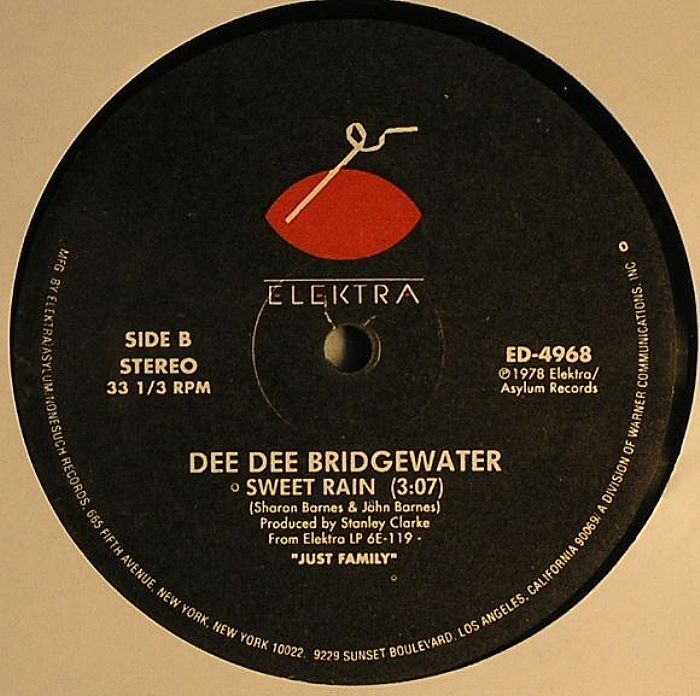 ELEKTRA
SIDE B
STEREO
33 1/3 RPM
ED-4968
℗ 1978 Elektra/
Asylum Records
DEE DEE BRIDGEWATER
SWEET RAIN (3:07)
(Sharon Barnes & John Barnes)
Produced by Stanley Clarke
From Elektra LP 6E-119 -
"JUST FAMILY"
MFG. BY ELEKTRA/ASYLUM/NONESUCH RECORDS, 665 FIFTH AVENUE, NEW YORK, NEW YORK 10022. 9229 SUNSET BOULEVARD, LOS ANGELES, CALIFORNIA 90069. A DIVISION OF WARNER COMMUNICATIONS, INC